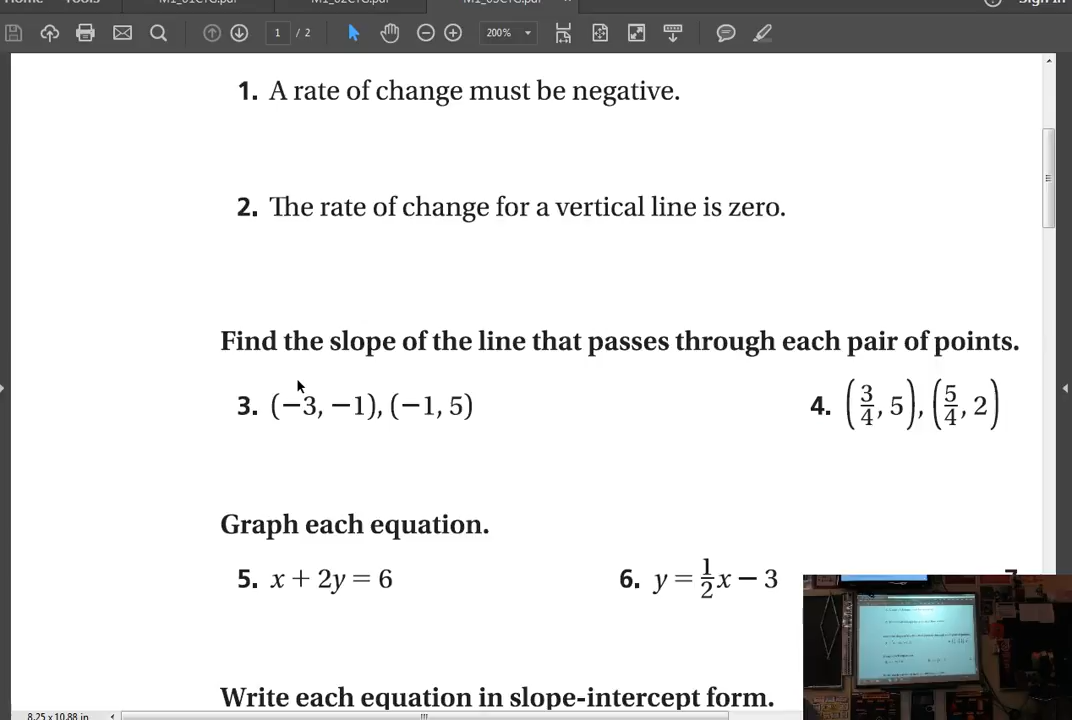 1 / 2 200%
1. A rate of change must be negative.
2. The rate of change for a vertical line is zero.
Find the slope of the line that passes through each pair of points.
3. (−3, −1), (−1, 5) 4. (3/4, 5), (5/4, 2)
Graph each equation.
5. x + 2y = 6 6. y = 1/2x − 3
Write each equation in slope-intercept form.
8.25 x 10.88 in